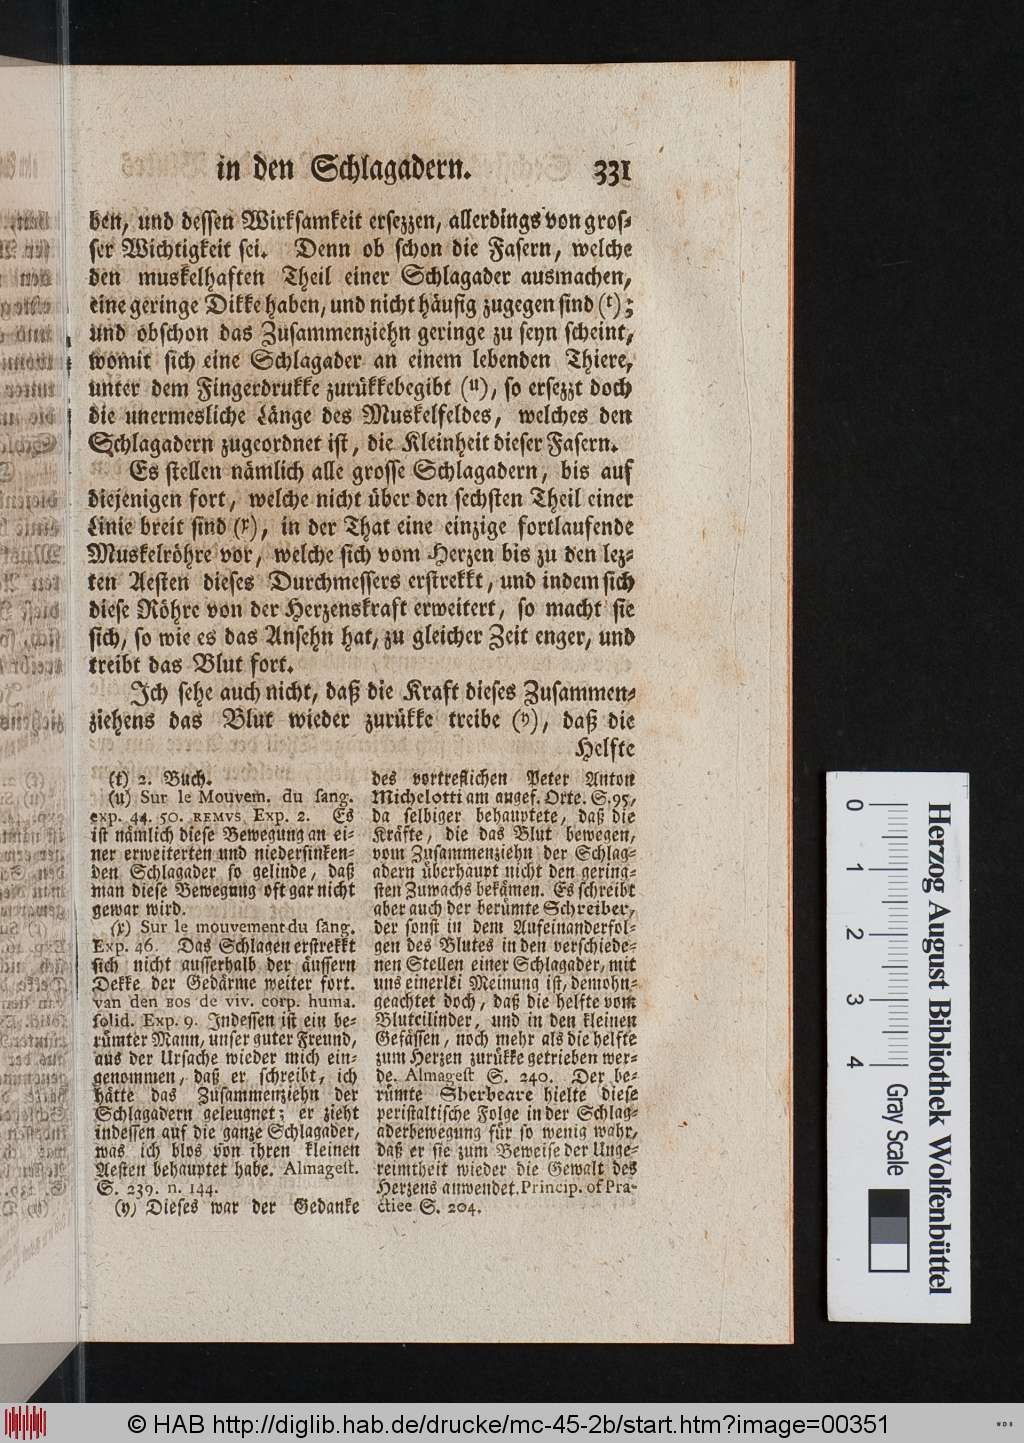 in den Schlagadern. 331
ben, und dessen Wirksamkeit ersezzen, allerdings von gros-
ser Wichtigkeit sei. Denn ob schon die Fasern, welche
den muskelhaften Theil einer Schlagader ausmachen,
eine geringe Dikke haben, und nicht häufig zugegen sind (t);
und obschon das Zusammenziehn geringe zu seyn scheint,
womit sich eine Schlagader an einem lebenden Thiere,
unter dem Fingerdrukke zurükkebegibt (u), so ersezzt doch
die unermesliche Länge des Muskelfeldes, welches den
Schlagadern zugeordnet ist, die Kleinheit dieser Fasern.
Es stellen nämlich alle grosse Schlagadern, bis auf
diejenigen fort, welche nicht über den sechsten Theil einer
Linie breit sind (x), in der That eine einzige fortlaufende
Muskelröhre vor, welche sich vom Herzen bis zu den lez-
ten Aesten dieses Durchmessers erstrekkt, und indem sich
diese Röhre von der Herzenskraft erweitert, so macht sie
sich, so wie es das Ansehn hat, zu gleicher Zeit enger, und
treibt das Blut fort.
Ich sehe auch nicht, daß die Kraft dieses Zusammen-
ziehens das Blut wieder zurükke treibe (y), daß die
Helfte
(t) 2. Buch.
(u) Sur le Mouvem. du sang.
exp. 44. 50. REMVS Exp. 2. Es
ist nämlich diese Bewegung an ei-
ner erweiterten und niedersinken-
den Schlagader so gelinde, daß
man diese Bewegung oft gar nicht
gewar wird.
(x) Sur le mouvement du sang.
Exp. 46. Das Schlagen erstrekkt
sich nicht ausserhalb der äussern
Dekke der Gedärme weiter fort.
van den BOS de viv. corp. huma.
solid. Exp. 9. Indessen ist ein be-
rümter Mann, unser guter Freund,
aus der Ursache wieder mich ein-
genommen, daß er schreibt, ich
hätte das Zusammenziehn der
Schlagadern geleugnet; er zieht
indessen auf die ganze Schlagader,
was ich blos von ihren kleinen
Aesten behauptet habe. Almagest.
S. 239. n. 144.
(y) Dieses war der Gedanke
des vortreflichen Peter Anton
Michelotti am angef. Orte. S. 95,
da selbiger behauptete, daß die
Kräfte, die das Blut bewegen,
vom Zusammenziehn der Schlag-
adern überhaupt nicht den gering-
sten Zuwachs bekämen. Es schreibt
aber auch der berümte Schreiber,
der sonst in dem Aufeinanderfol-
gen des Blutes in den verschiede-
nen Stellen einer Schlagader, mit
uns einerlei Meinung ist, demohn-
geachtet doch, daß die helfte vom
Blutcilinder, und in den kleinen
Gefässen, noch mehr als die helfte
zum Herzen zurükke getrieben wer-
de. Almagest S. 240. Der be-
rümte Sherbeare hielte diese
peristaltische Folge in der Schlag-
aderbewegung für so wenig wahr,
daß er sie zum Beweise der Unge-
reimtheit wieder die Gewalt des
Herzens anwendet. Princip. of Pra-
ctiee S. 204.
0 1 2 3 4
Gray Scale
Herzog August Bibliothek Wolfenbüttel
© HAB http://diglib.hab.de/drucke/mc-45-2b/start.htm?image=00351